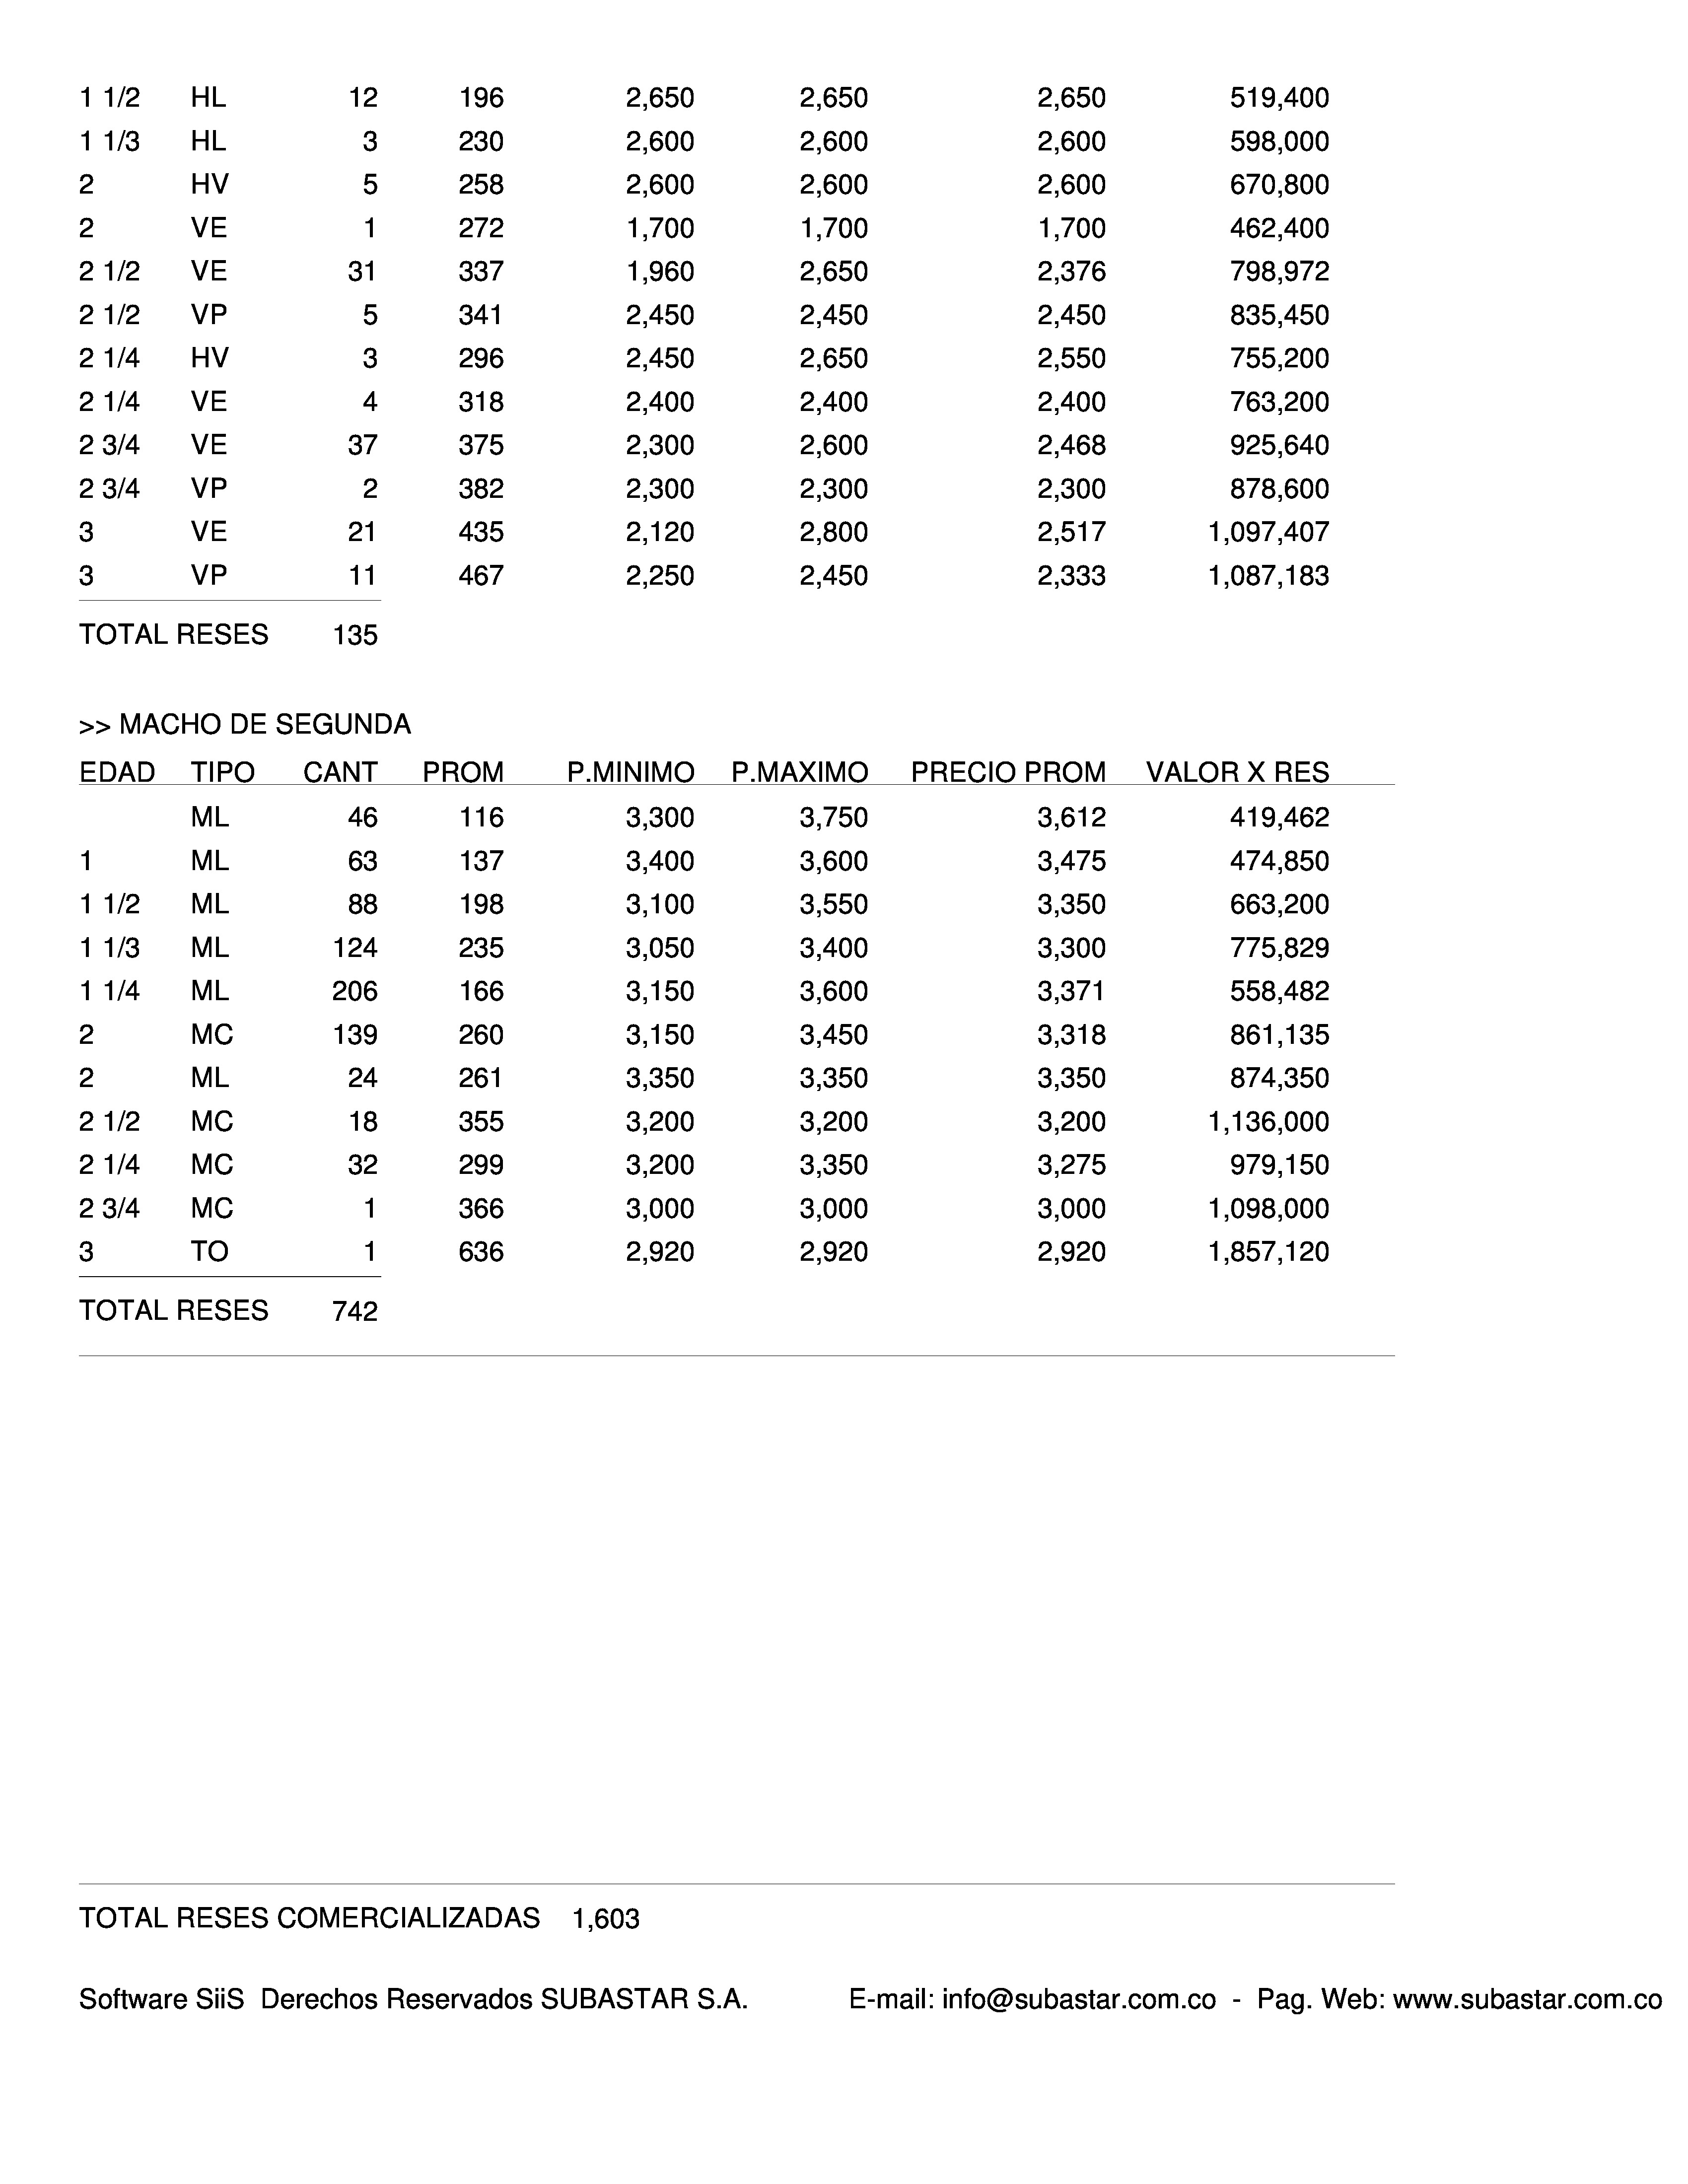 1 1/2 HL 12 196 2,650 2,650 2,650 519,400
1 1/3 HL 3 230 2,600 2,600 2,600 598,000
2 HV 5 258 2,600 2,600 2,600 670,800
2 VE 1 272 1,700 1,700 1,700 462,400
2 1/2 VE 31 337 1,960 2,650 2,376 798,972
2 1/2 VP 5 341 2,450 2,450 2,450 835,450
2 1/4 HV 3 296 2,450 2,650 2,550 755,200
2 1/4 VE 4 318 2,400 2,400 2,400 763,200
2 3/4 VE 37 375 2,300 2,600 2,468 925,640
2 3/4 VP 2 382 2,300 2,300 2,300 878,600
3 VE 21 435 2,120 2,800 2,517 1,097,407
3 VP 11 467 2,250 2,450 2,333 1,087,183
TOTAL RESES 135
>> MACHO DE SEGUNDA
EDAD TIPO CANT PROM P.MINIMO P.MAXIMO PRECIO PROM VALOR X RES
ML 46 116 3,300 3,750 3,612 419,462
1 ML 63 137 3,400 3,600 3,475 474,850
1 1/2 ML 88 198 3,100 3,550 3,350 663,200
1 1/3 ML 124 235 3,050 3,400 3,300 775,829
1 1/4 ML 206 166 3,150 3,600 3,371 558,482
2 MC 139 260 3,150 3,450 3,318 861,135
2 ML 24 261 3,350 3,350 3,350 874,350
2 1/2 MC 18 355 3,200 3,200 3,200 1,136,000
2 1/4 MC 32 299 3,200 3,350 3,275 979,150
2 3/4 MC 1 366 3,000 3,000 3,000 1,098,000
3 TO 1 636 2,920 2,920 2,920 1,857,120
TOTAL RESES 742
TOTAL RESES COMERCIALIZADAS 1,603
Software SiiS Derechos Reservados SUBASTAR S.A. E-mail: info@subastar.com.co - Pag. Web: www.subastar.com.co